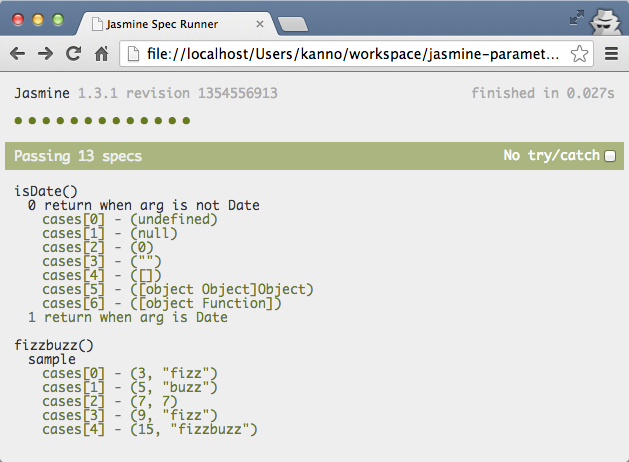 Jasmine Spec Runner
file://localhost/Users/kanno/workspace/jasmine-paramet...
Jasmine 1.3.1 revision 1354556913 finished in 0.027s
Passing 13 specs No try/catch
isDate()
0 return when arg is not Date
cases[0] - (undefined)
cases[1] - (null)
cases[2] - (0)
cases[3] - ("")
cases[4] - ([])
cases[5] - ([object Object]Object)
cases[6] - ([object Function])
1 return when arg is Date
fizzbuzz()
sample
cases[0] - (3, "fizz")
cases[1] - (5, "buzz")
cases[2] - (7, 7)
cases[3] - (9, "fizz")
cases[4] - (15, "fizzbuzz")